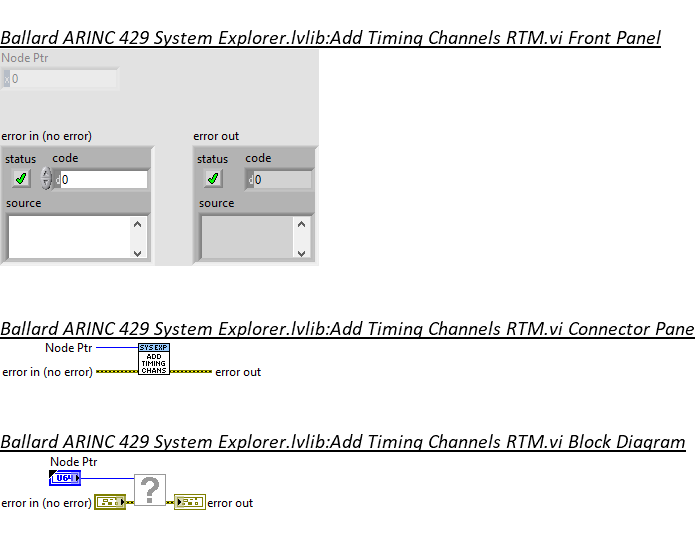 Ballard ARINC 429 System Explorer.lvlib:Add Timing Channels RTM.vi Front Panel
Node Ptr
x 0
error in (no error) error out
status code status code
d 0 d 0
source source
Ballard ARINC 429 System Explorer.lvlib:Add Timing Channels RTM.vi Connector Pane
Node Ptr SYS EXP
ADD
TIMING
error in (no error) CHANS error out
Ballard ARINC 429 System Explorer.lvlib:Add Timing Channels RTM.vi Block Diagram
Node Ptr
U64 ?
error in (no error) error out